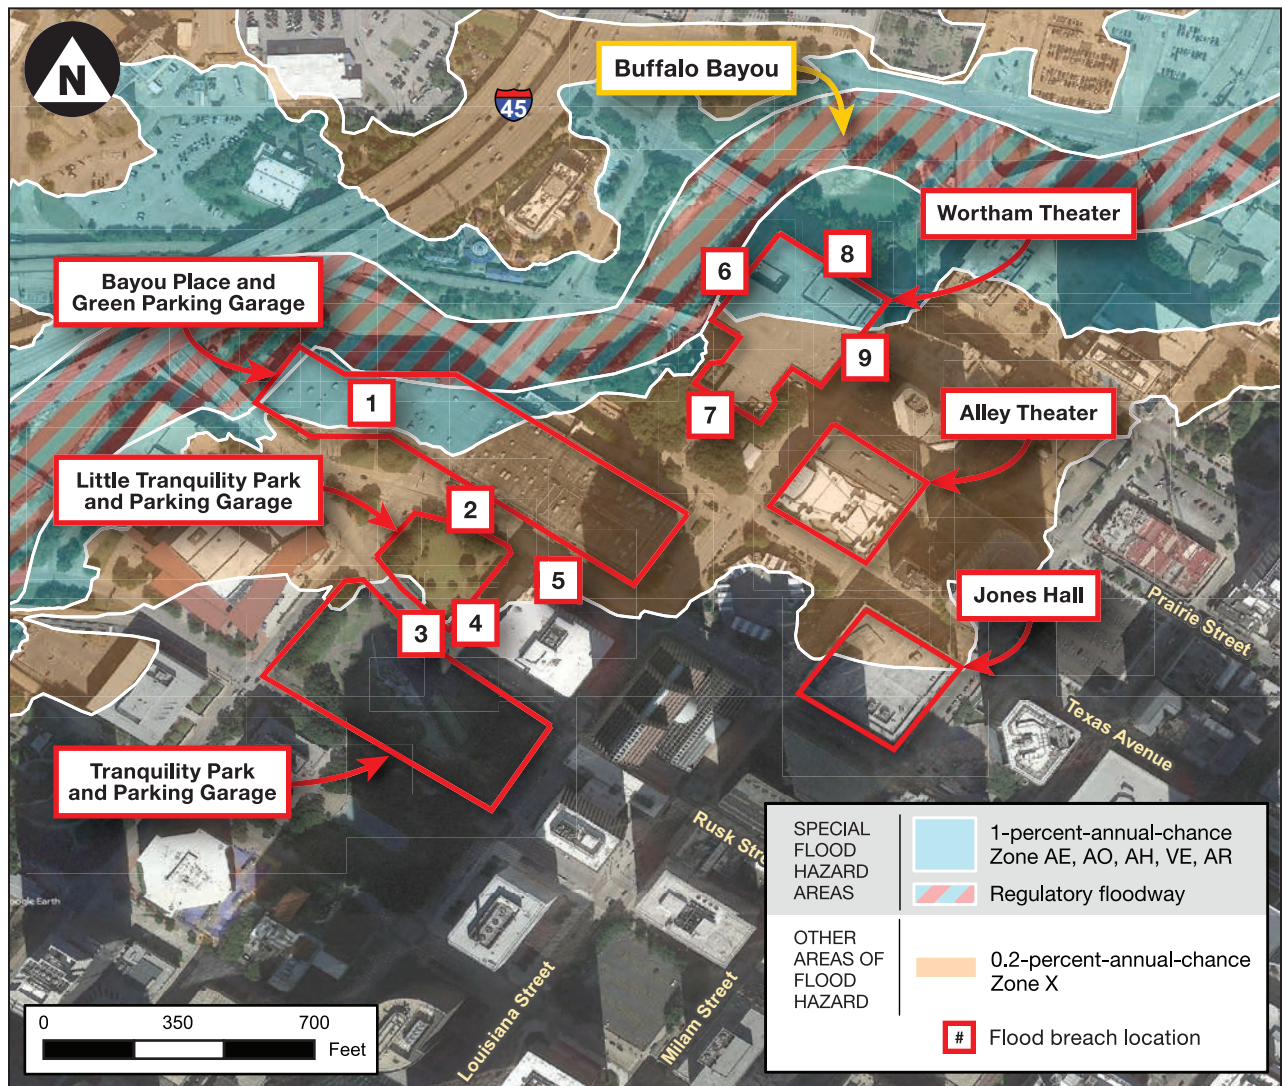 N
45
Buffalo Bayou
Wortham Theater
6
8
Bayou Place and
Green Parking Garage
9
1
7
Alley Theater
Little Tranquility Park
and Parking Garage
2
5
Jones Hall
3
4
Prairie Street
Texas Avenue
Tranquility Park
and Parking Garage
Rusk Stre
oogle Earth
Louisiana Street
Milam Street
SPECIAL
FLOOD
HAZARD
AREAS
1-percent-annual-chance
Zone AE, AO, AH, VE, AR
Regulatory floodway
OTHER
AREAS OF
FLOOD
HAZARD
0.2-percent-annual-chance
Zone X
# Flood breach location
0 350 700
Feet